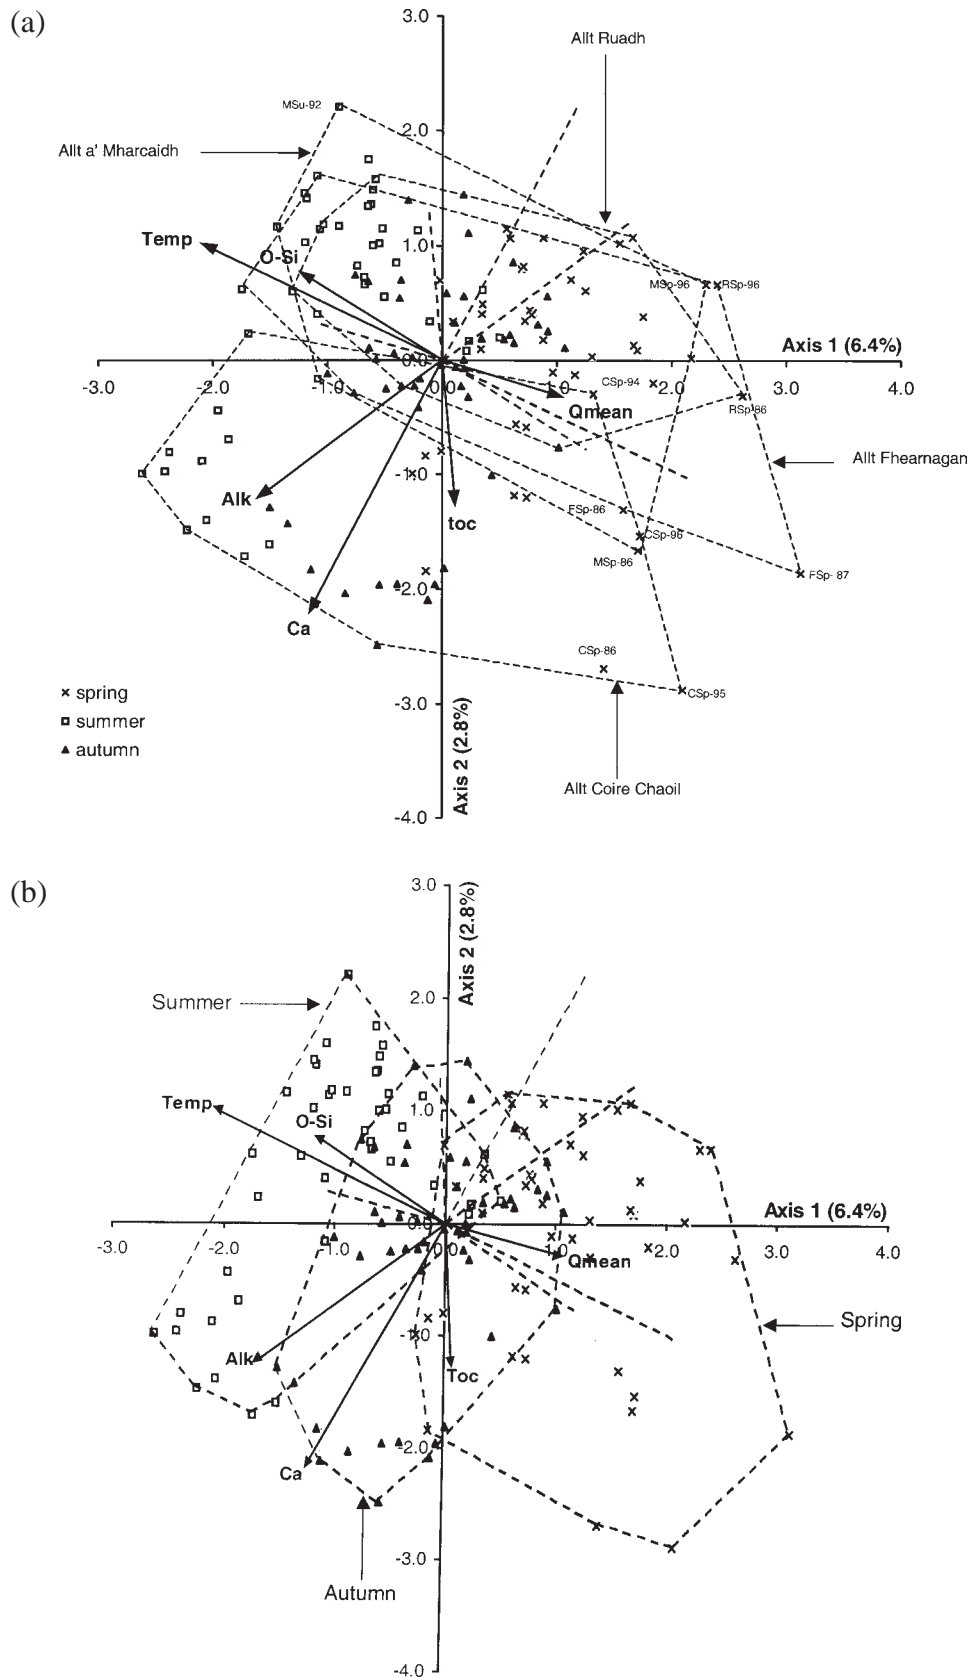 (a)
3.0
Allt Ruadh
MSu-92
2.0
Allt a' Mharcaidh
Temp
1.0
O-Si
MSp-96
RSp-96
0.0
Axis 1 (6.4%)
-3.0
-2.0
-1.0
0.0
1.0
2.0
3.0
4.0
CSp-94
Qmean
RSp-86
Allt Fhearnagan
-1.0
Alk
toc
FSp-86
CSp-96
MSp-86
FSp-87
-2.0
Ca
CSp-86
spring
CSp-95
-3.0
summer
autumn
Axis 2 (2.8%)
Allt Coire Chaoil
-4.0
(b)
3.0
Axis 2 (2.8%)
Summer
2.0
Temp
O-Si
1.0
Axis 1 (6.4%)
0.0
-3.0
-2.0
-1.0
0.0
1.0
2.0
3.0
4.0
Qmean
Spring
-1.0
Alk
Toc
-2.0
Ca
-3.0
Autumn
-4.0